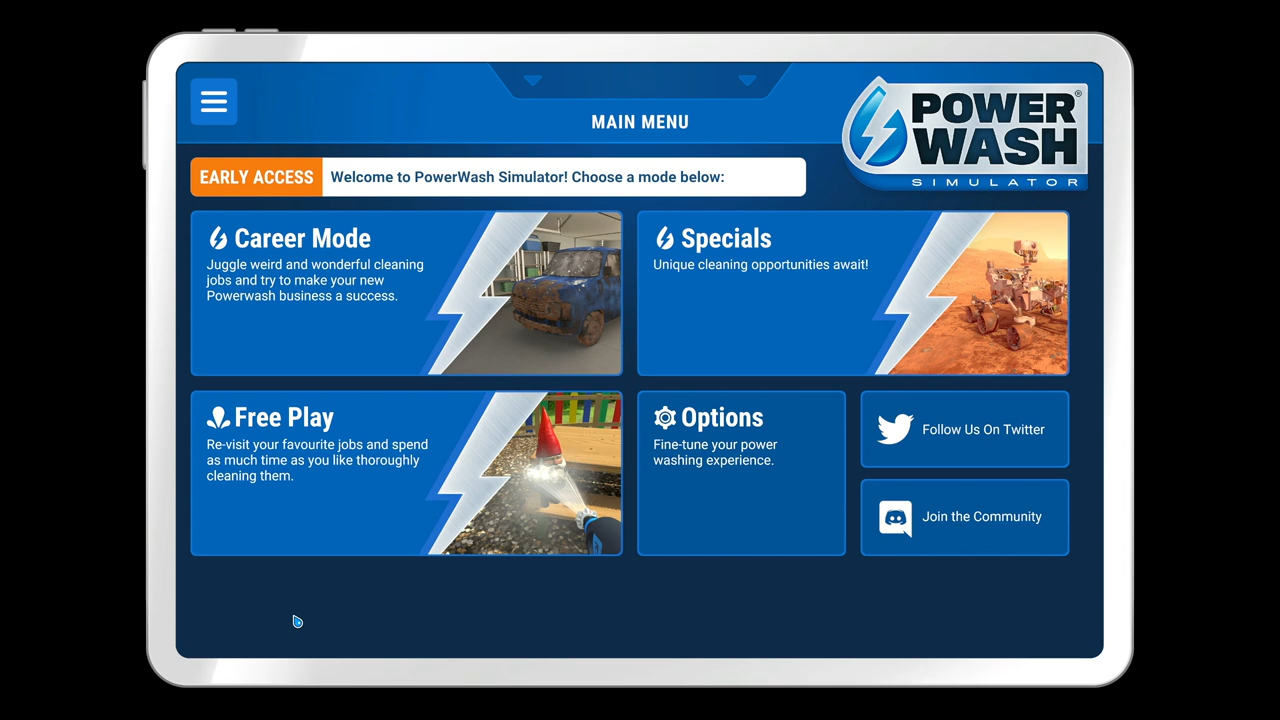 MAIN MENU
POWER
WASH®
SIMULATOR
EARLY ACCESS Welcome to PowerWash Simulator! Choose a mode below:
Career Mode
Juggle weird and wonderful cleaning
jobs and try to make your new
Powerwash business a success.
Specials
Unique cleaning opportunities await!
Free Play
Re-visit your favourite jobs and spend
as much time as you like thoroughly
cleaning them.
Options
Fine-tune your power
washing experience.
Follow Us On Twitter
Join the Community